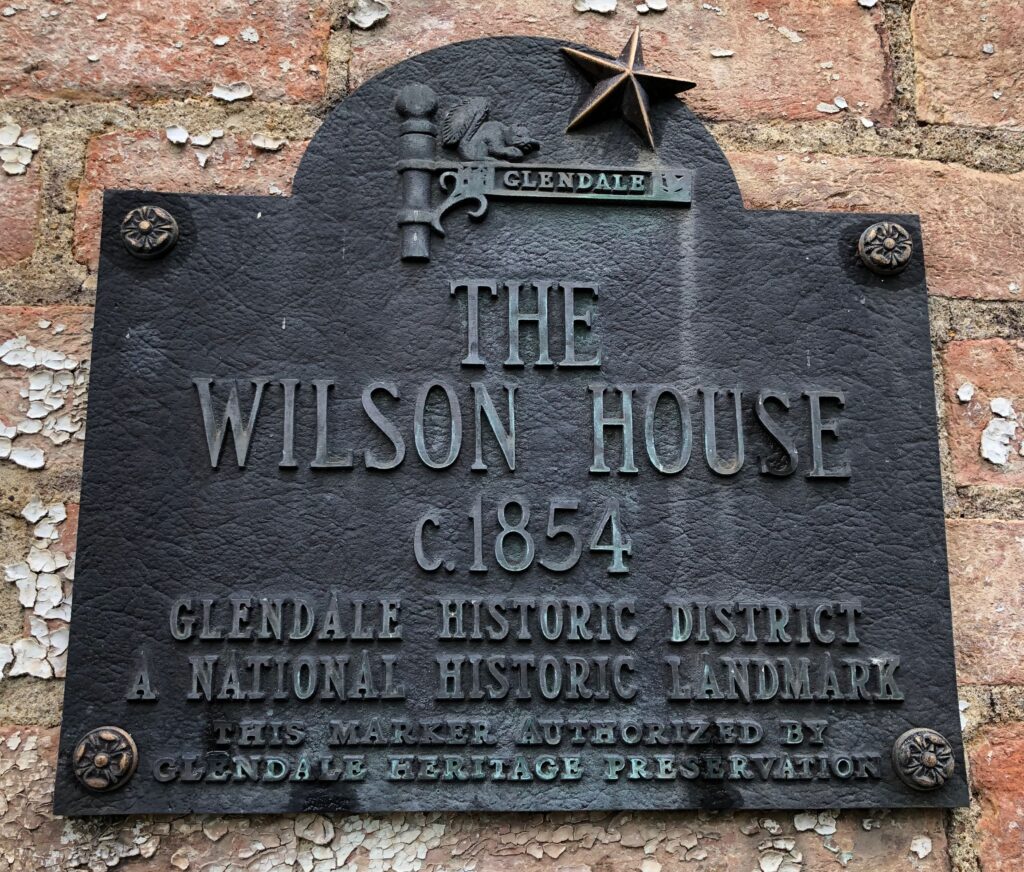 GLENDALE
THE
WILSON HOUSE
c.1854
GLENDALE HISTORIC DISTRICT
A NATIONAL HISTORIC LANDMARK
THIS MARKER AUTHORIZED BY
GLENDALE HERITAGE PRESERVATION